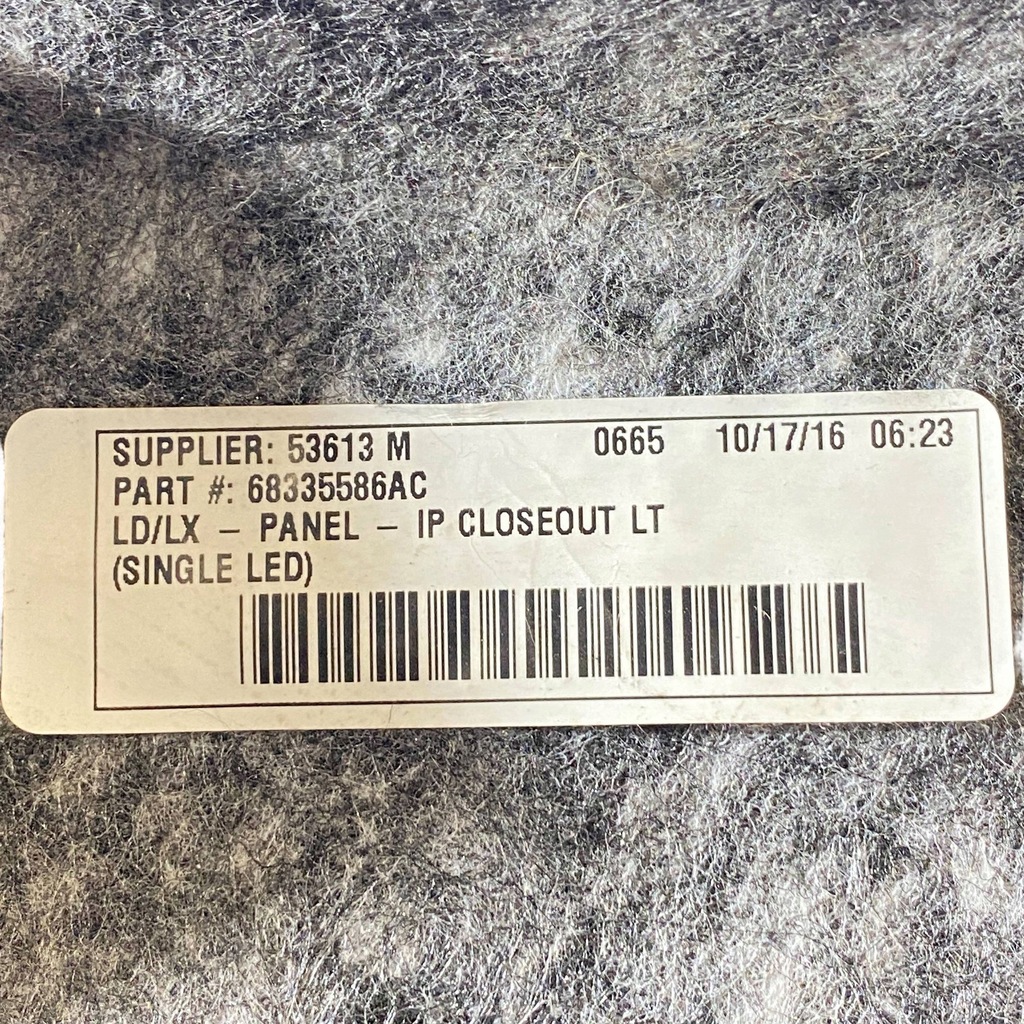 SUPPLIER: 53613 M 0665 10/17/16 06:23
PART #: 68335586AC
LD/LX - PANEL - IP CLOSEOUT LT
(SINGLE LED)